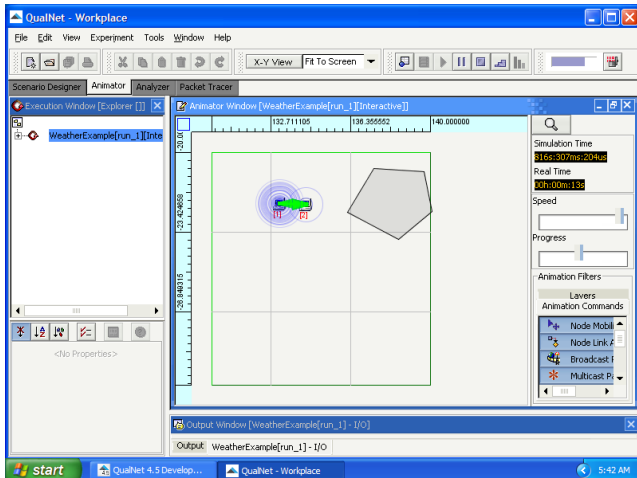 QualNet - Workplace
File Edit View Experiment Tools Window Help
X-Y View Fit To Screen
Scenario Designer Animator Analyzer Packet Tracer
Execution Window [Explorer []]
WeatherExample[run_1][Inte
<No Properties>
Animator Window [WeatherExample[run_1][Interactive]]
132.711105 136.355552 140.000000
-20.0(
-23.424658
-26.849315
[1] [2]
Simulation Time
816s:307ms:204us
Real Time
00h:00m:13s
Speed
Progress
Animation Filters
Layers
Animation Commands
Node Mobili
Node Link A
Broadcast F
Multicast Pa
Output Window [WeatherExample[run_1] - I/O]
Output WeatherExample[run_1] - I/O
start QualNet 4.5 Develop... QualNet - Workplace 5:42 AM